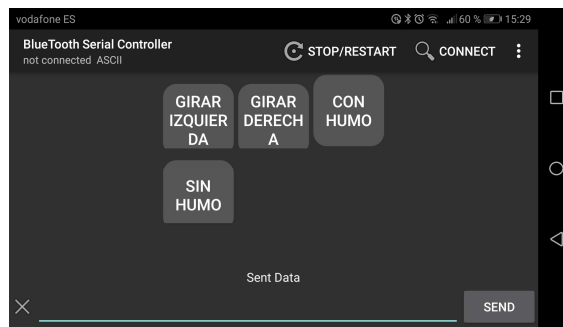 vodafone ES 60 % 15:29
BlueTooth Serial Controller
not connected ASCII
STOP/RESTART CONNECT
GIRAR
IZQUIER
DA
GIRAR
DERECH
A
CON
HUMO
SIN
HUMO
Sent Data
SEND